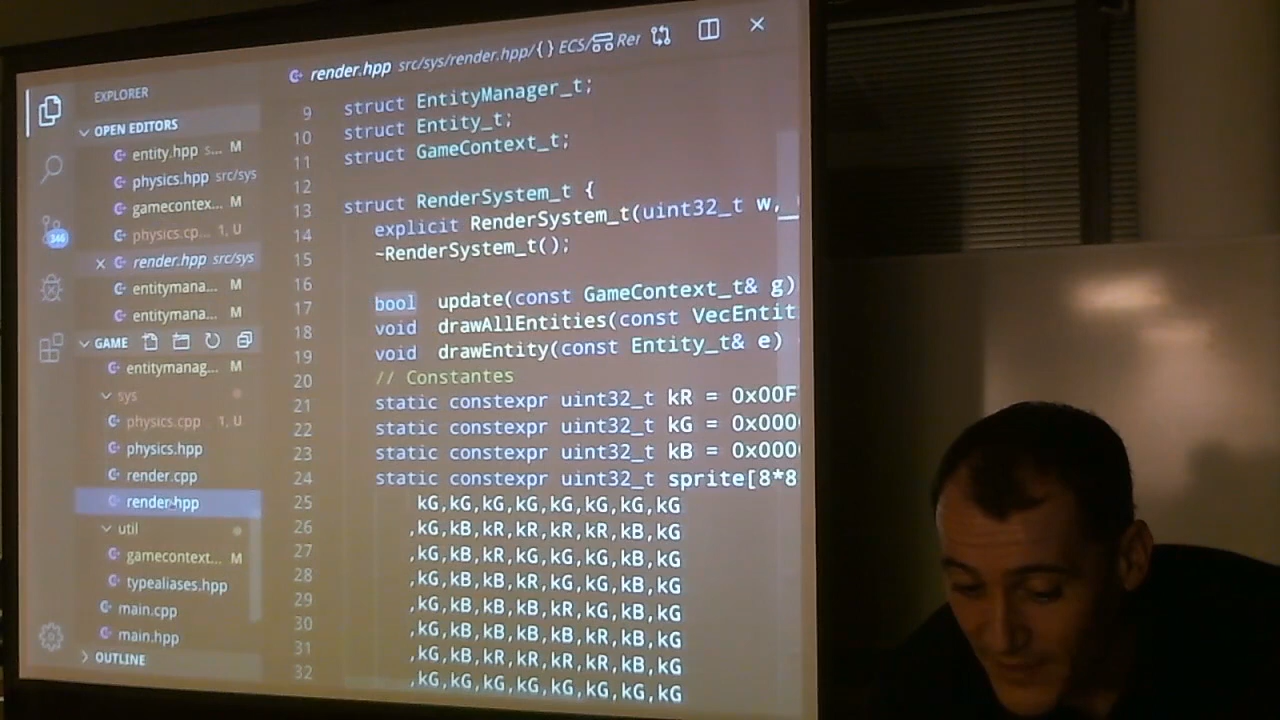 render.hpp src/sys/render.hpp/{} ECS/
EXPLORER
OPEN EDITORS
entity.hpp s... M
physics.hpp src/sys
gamecontex... M
physics.cp... 1, U
render.hpp src/sys
entitymana... M
entitymana... M
346
GAME
entitymanag... M
sys
physics.cpp 1, U
physics.hpp
render.cpp
render.hpp
util
gamecontext... M
typealiases.hpp
main.cpp
main.hpp
OUTLINE
9 struct EntityManager_t;
10 struct Entity_t;
11 struct GameContext_t;
12
13 struct RenderSystem_t {
14 explicit RenderSystem_t(uint32_t w,
15 ~RenderSystem_t();
16
17 bool update(const GameContext_t& g)
18 void drawAllEntities(const VecEntit
19 void drawEntity(const Entity_t& e)
20 // Constantes
21 static constexpr uint32_t kR = 0x00F
22 static constexpr uint32_t kG = 0x000
23 static constexpr uint32_t kB = 0x000
24 static constexpr uint32_t sprite[8*8
25 kG,kG,kG,kG,kG,kG,kG,kG
26 ,kG,kB,kR,kR,kR,kR,kB,kG
27 ,kG,kB,kB,kR,kG,kG,kB,kG
28 ,kG,kB,kB,kR,kG,kG,kB,kG
29 ,kG,kB,kB,kB,kR,kG,kB,kG
30 ,kG,kB,kB,kB,kB,kR,kB,kG
31 ,kG,kB,kR,kR,kR,kR,kB,kG
32 ,kG,kG,kG,kG,kG,kG,kG,kG